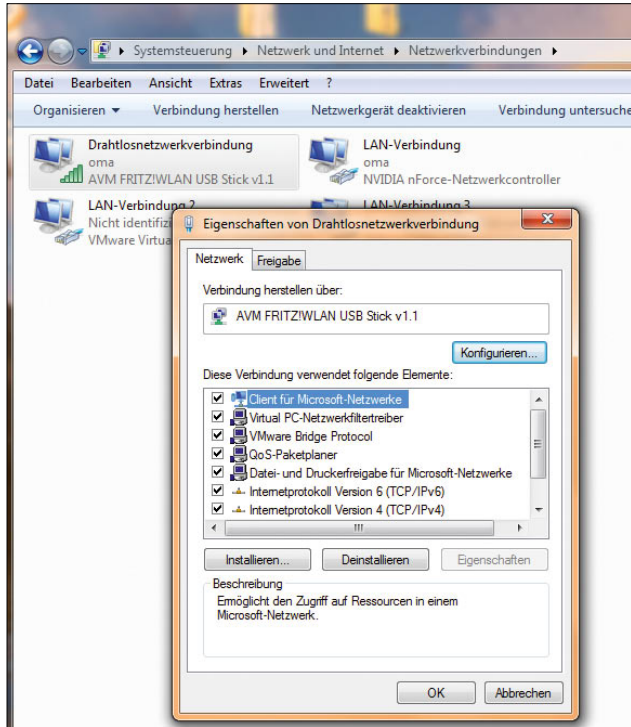 Systemsteuerung ▸ Netzwerk und Internet ▸ Netzwerkverbindungen ▸
Datei Bearbeiten Ansicht Extras Erweitert ?
Organisieren Verbindung herstellen Netzwerkgerät deaktivieren Verbindung untersuche
Drahtlosnetzwerkverbindung
oma
AVM FRITZ!WLAN USB Stick v1.1
LAN-Verbindung
oma
NVIDIA nForce-Netzwerkcontroller
LAN-Verbindung 2
Nicht identifizi
VMware Virtua
LAN-Verbindung 3
Eigenschaften von Drahtlosnetzwerkverbindung
Netzwerk Freigabe
Verbindung herstellen über:
AVM FRITZ!WLAN USB Stick v1.1
Konfigurieren...
Diese Verbindung verwendet folgende Elemente:
Client für Microsoft-Netzwerke
Virtual PC-Netzwerkfiltertreiber
VMware Bridge Protocol
QoS-Paketplaner
Datei- und Druckerfreigabe für Microsoft-Netzwerke
Internetprotokoll Version 6 (TCP/IPv6)
Internetprotokoll Version 4 (TCP/IPv4)
Installieren... Deinstallieren Eigenschaften
Beschreibung
Ermöglicht den Zugriff auf Ressourcen in einem
Microsoft-Netzwerk.
OK Abbrechen